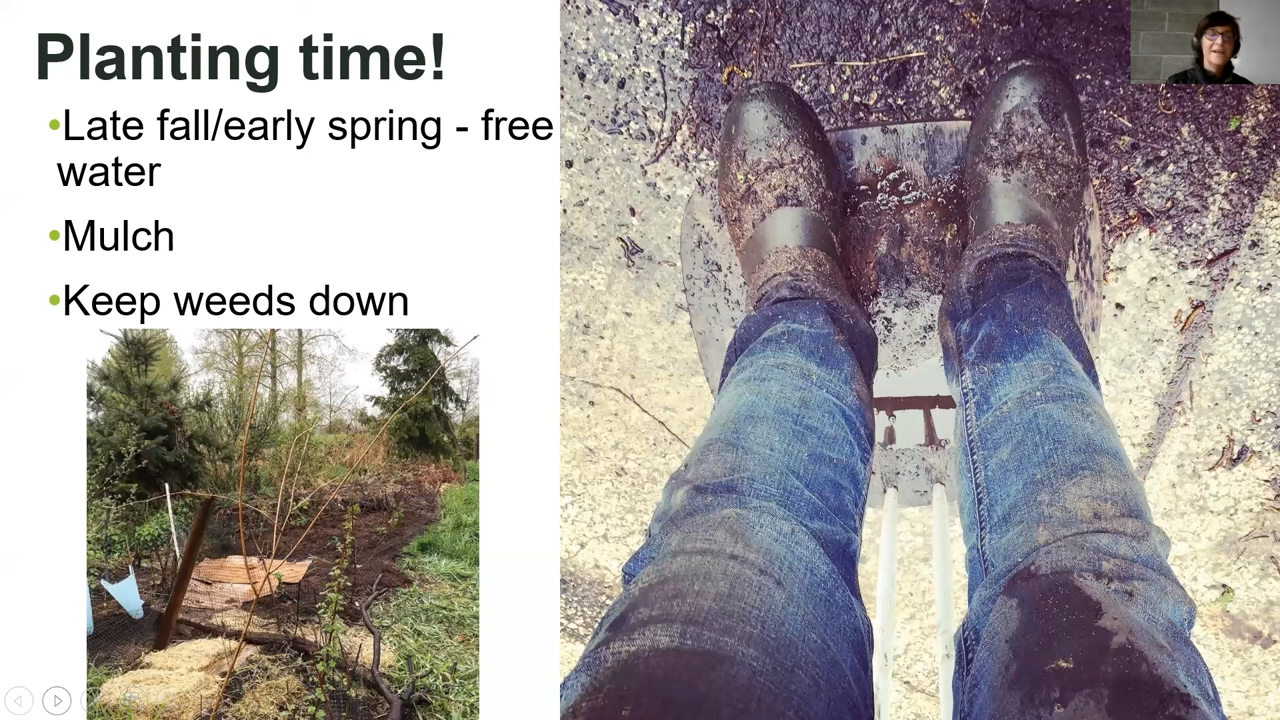 Planting time!
•Late fall/early spring - free
water
•Mulch
•Keep weeds down